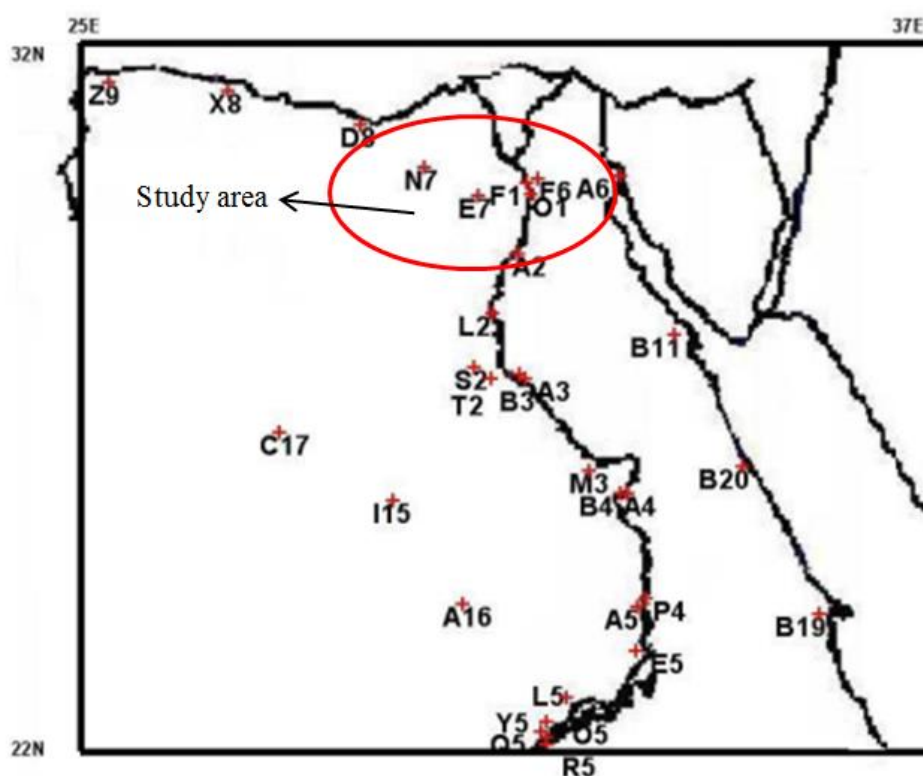 25E 37E
32N
Z9 X8
D8
N7
Study area E7 F1 F6 A6
O1
A2
L2
B11
S2 A3
T2 B3
C17
M3 B20
I15 B4 A4
A16 A5 P4 B19
E5
L5
Y5 O5
Q5
22N
R5